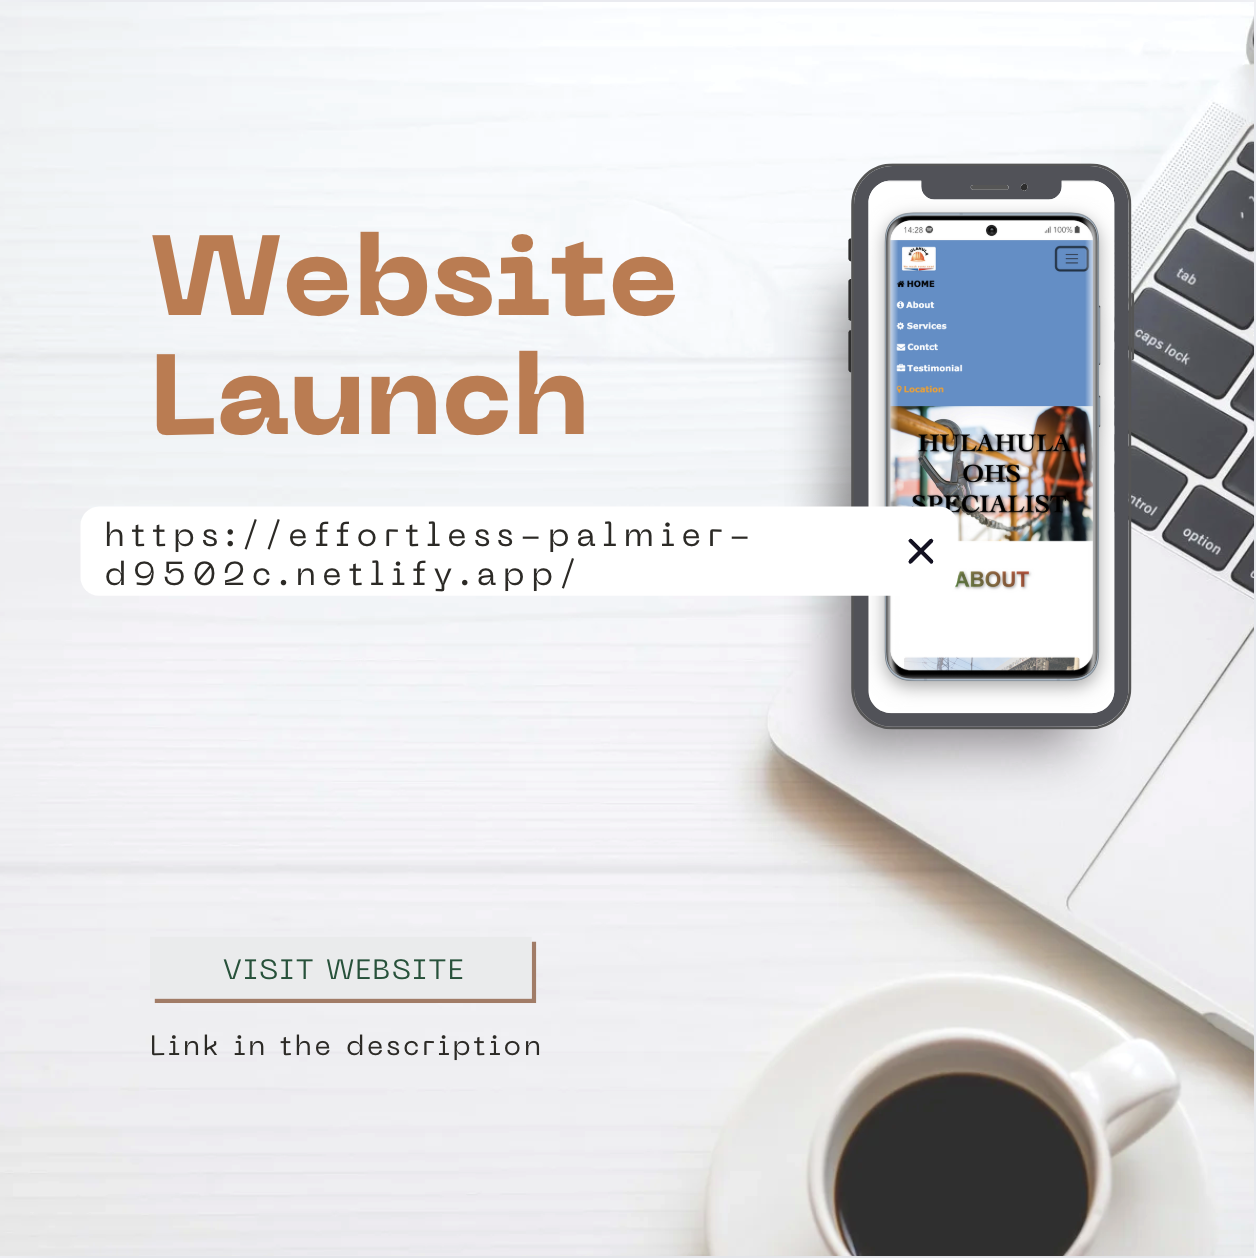 Website
Launch
https://effortless-palmier-
d9502c.netlify.app/
14:28
100%
HOME
About
Services
Contct
Testimonial
Location
HULAHULA
OHS
SPECIALIST
ABOUT
tab
caps lock
option
VISIT WEBSITE
Link in the description